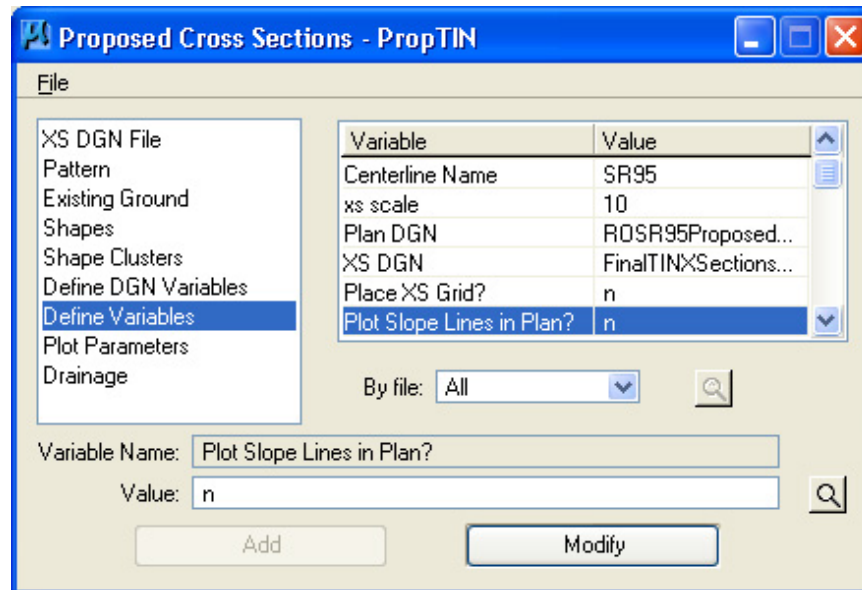 Proposed Cross Sections - PropTIN
File
XS DGN File
Pattern
Existing Ground
Shapes
Shape Clusters
Define DGN Variables
Define Variables
Plot Parameters
Drainage
Variable Value
Centerline Name SR95
xs scale 10
Plan DGN ROSR95Proposed...
XS DGN FinalTINXSections...
Place XS Grid? n
Plot Slope Lines in Plan? n
By file: All
Variable Name: Plot Slope Lines in Plan?
Value: n
Add Modify